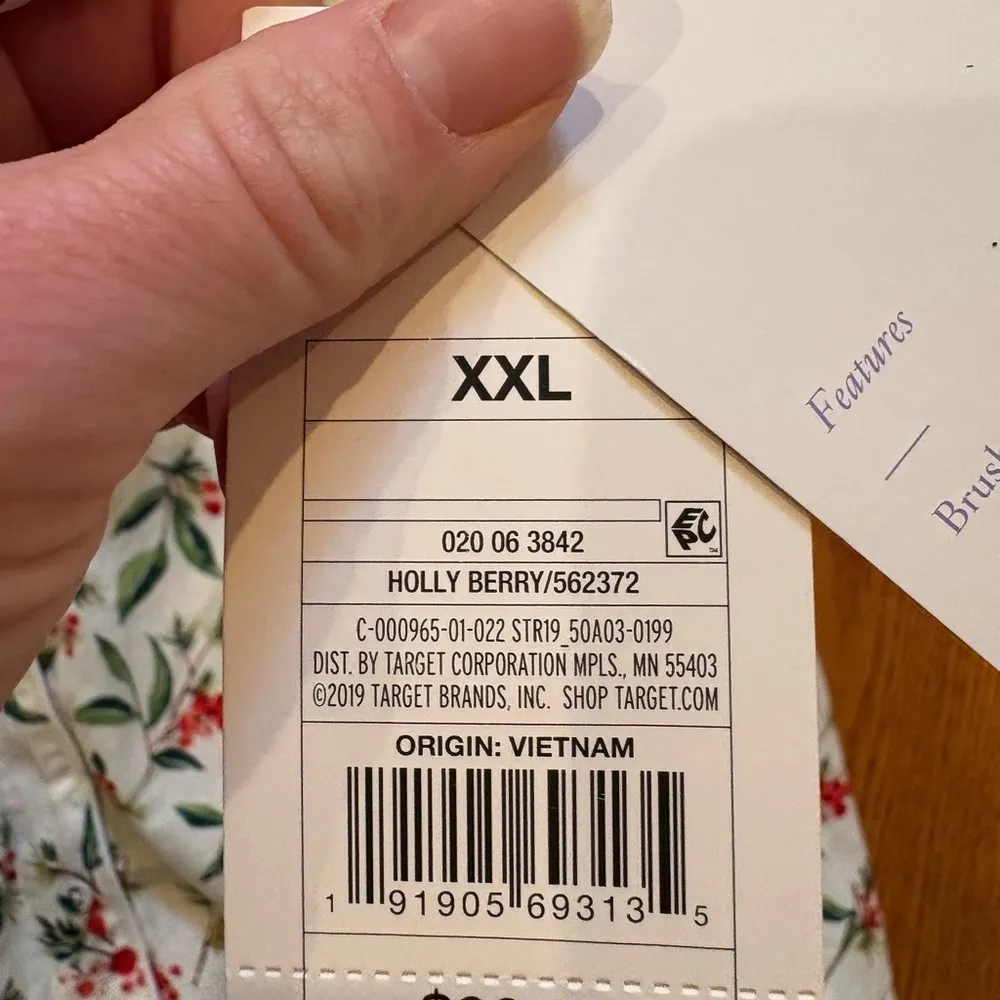 XXL
EPC
020 06 3842
HOLLY BERRY/562372
C-000965-01-022 STR19_50A03-0199
DIST. BY TARGET CORPORATION MPLS., MN 55403
©2019 TARGET BRANDS, INC. SHOP TARGET.COM
ORIGIN: VIETNAM
1 91905 69313 5
Features